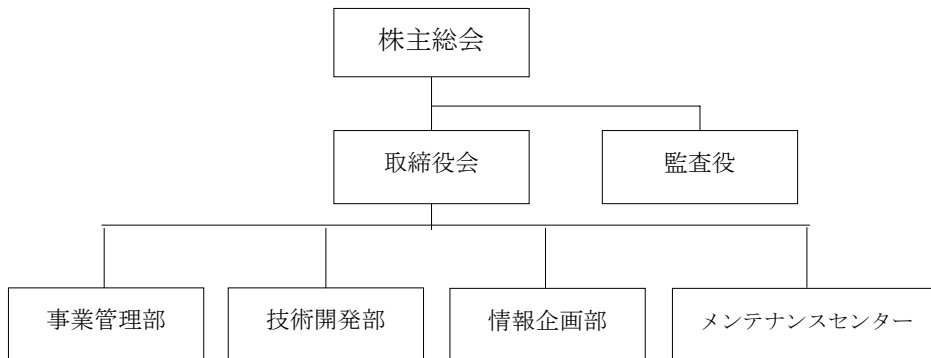 株主総会
取締役会
監査役
事業管理部
技術開発部
情報企画部
メンテナンスセンター